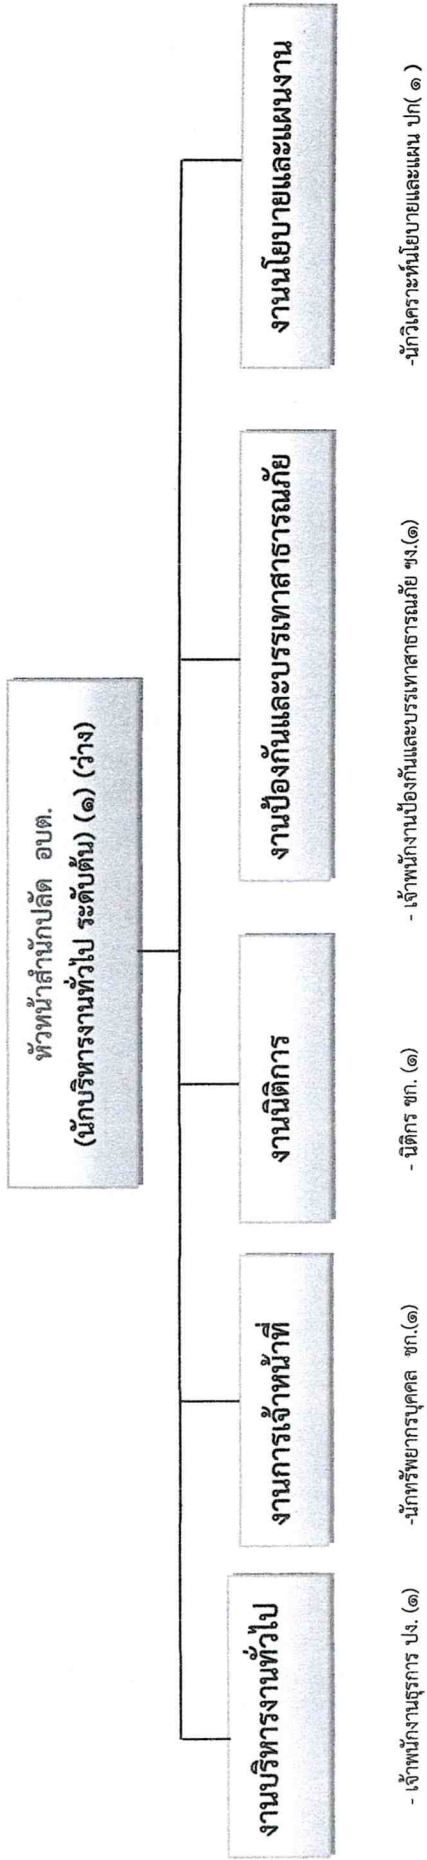 หัวหน้าสำนักปลัด อบต.
(นักบริหารงานทั่วไป ระดับต้น) (๑) (ว่าง)
งานบริหารงานทั่วไป
งานการเจ้าหน้าที่
งานนิติการ
งานป้องกันและบรรเทาสาธารณภัย
งานนโยบายและแผนงาน
- เจ้าพนักงานธุรการ ปง. (๑)
-นักทรัพยากรบุคคล ชก.(๑)
- นิติกร ชก. (๑)
- เจ้าพนักงานป้องกันและบรรเทาสาธารณภัย ชง.(๑)
-นักวิเคราะห์นโยบายและแผน ปก( ๑ )